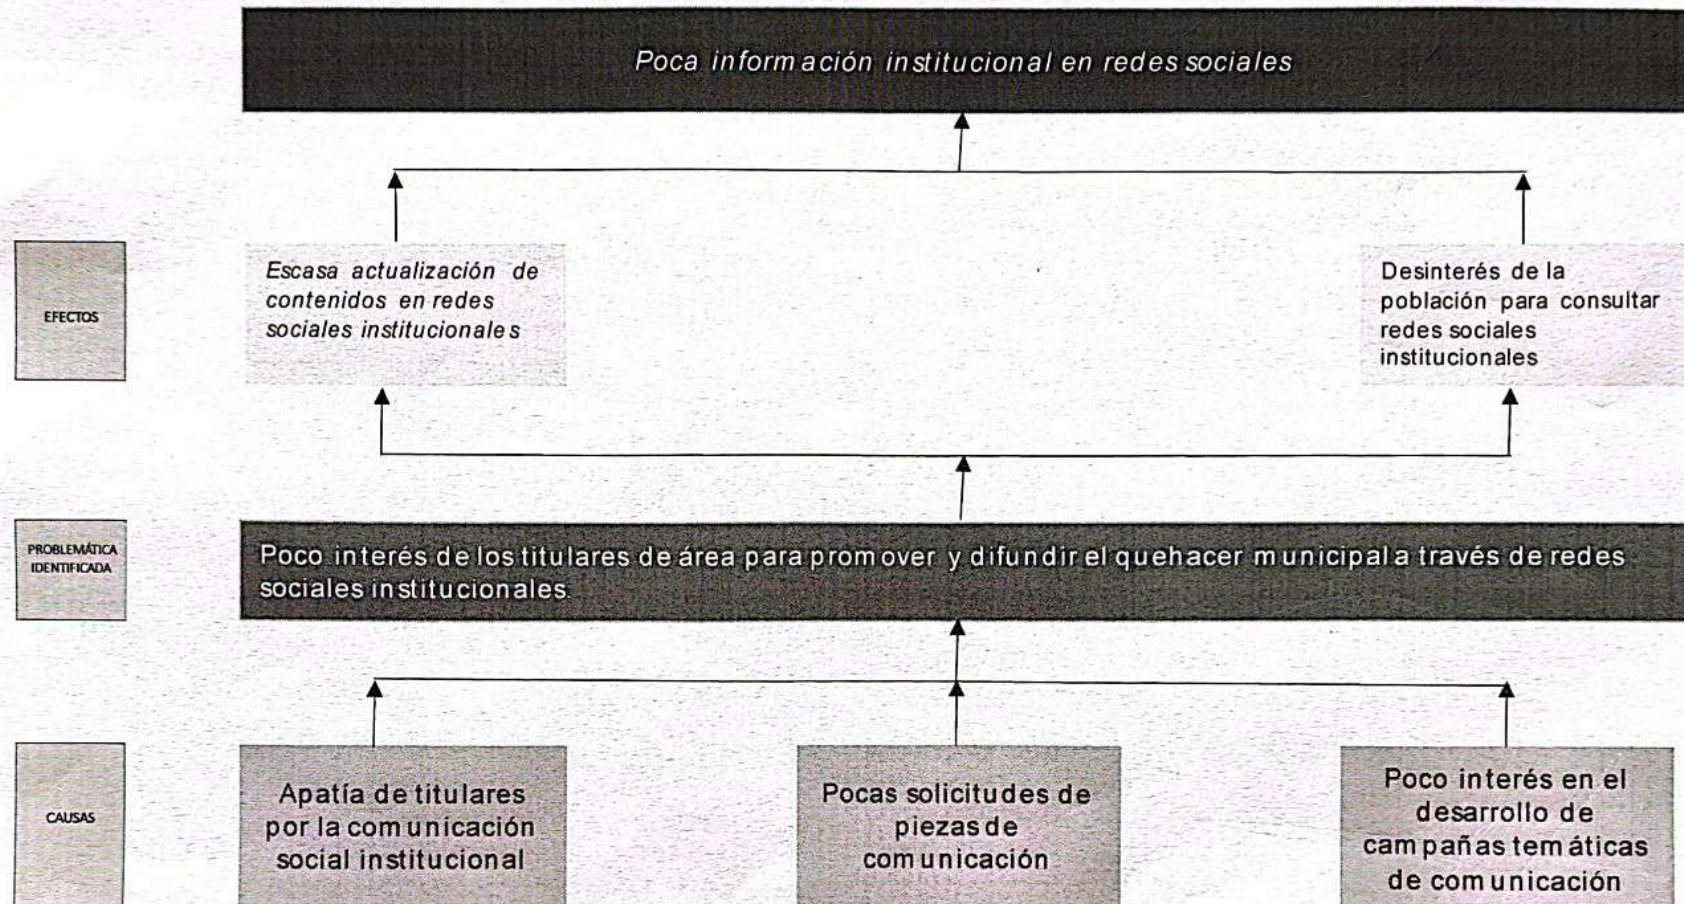 Poca información institucional en redes sociales
EFECTOS
Escasa actualización de
contenidos en redes
sociales institucionales
Desinterés de la
población para consultar
redes sociales
institucionales
PROBLEMÁTICA
IDENTIFICADA
Poco interés de los titulares de área para promover y difundir el quehacer municipal a través de redes
sociales institucionales.
CAUSAS
Apatía de titulares
por la comunicación
social institucional
Pocas solicitudes de
piezas de
comunicación
Poco interés en el
desarrollo de
campañas temáticas
de comunicación